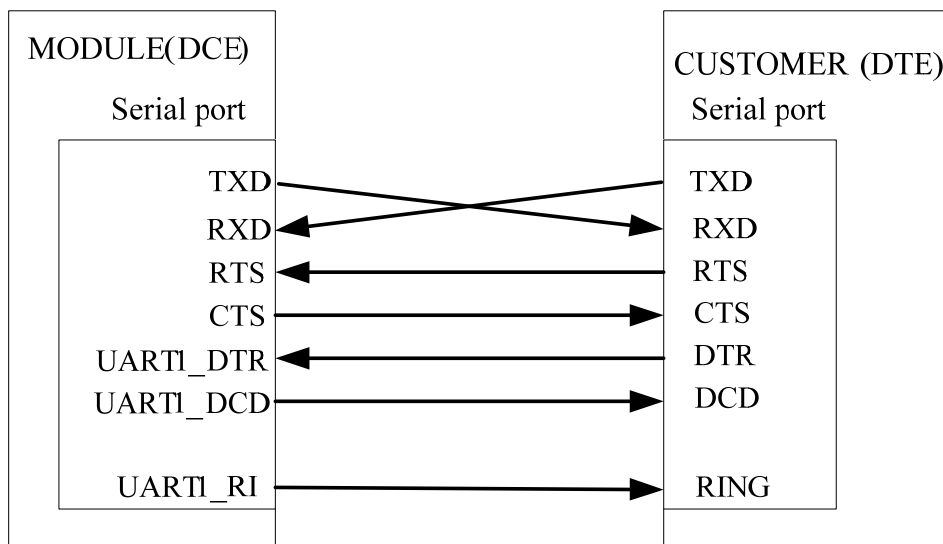 MODULE(DCE)
Serial port
TXD
RXD
RTS
CTS
UART1_DTR
UART1_DCD
UART1_RI
CUSTOMER (DTE)
Serial port
TXD
RXD
RTS
CTS
DTR
DCD
RING